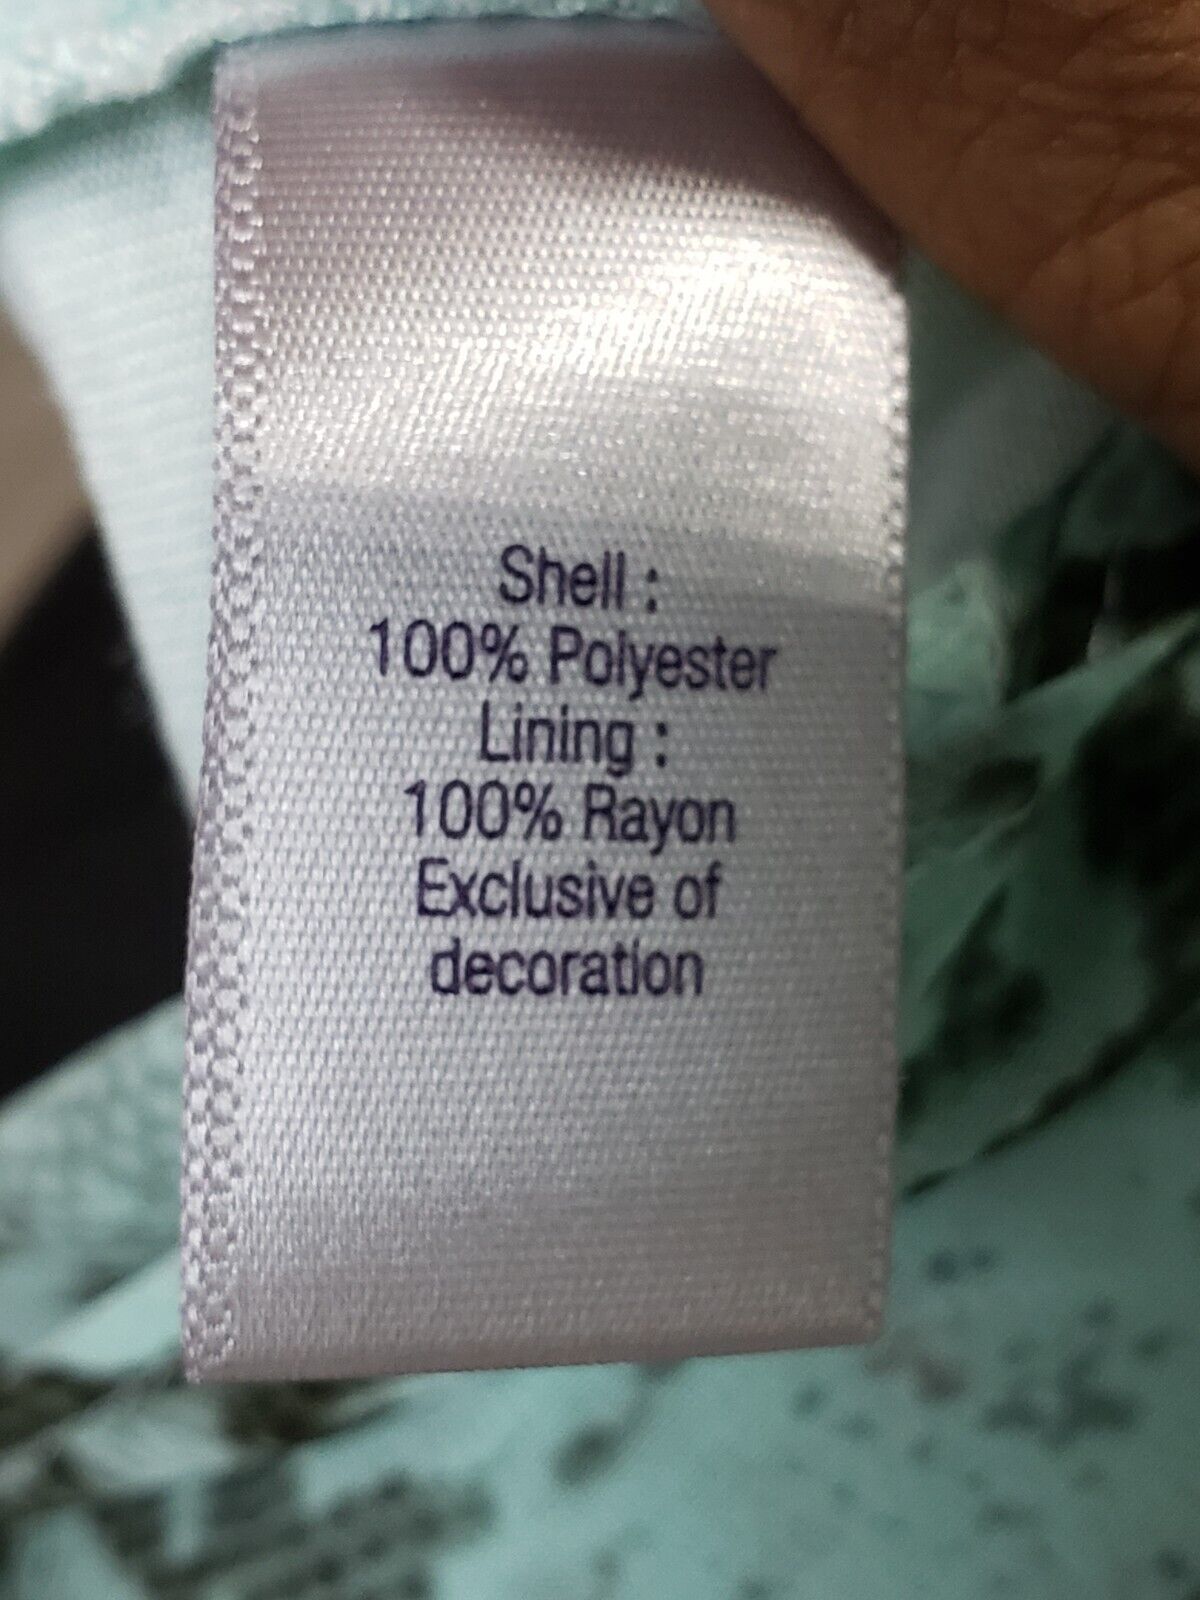 Shell :
100% Polyester
Lining :
100% Rayon
Exclusive of
decoration